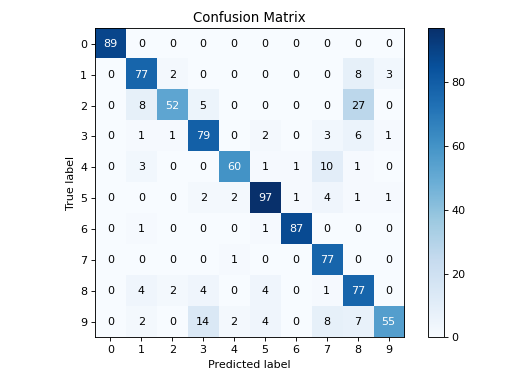 Confusion Matrix
0 89 0 0 0 0 0 0 0 0 0
1 0 77 2 0 0 0 0 0 8 3
2 0 8 52 5 0 0 0 0 27 0
3 0 1 1 79 0 2 0 3 6 1
4 0 3 0 0 60 1 1 10 1 0
5 0 0 0 2 2 97 1 4 1 1
6 0 1 0 0 0 1 87 0 0 0
7 0 0 0 0 1 0 0 77 0 0
8 0 4 2 4 0 4 0 1 77 0
9 0 2 0 14 2 4 0 8 7 55
0 1 2 3 4 5 6 7 8 9
Predicted label
True label
80
60
40
20
0